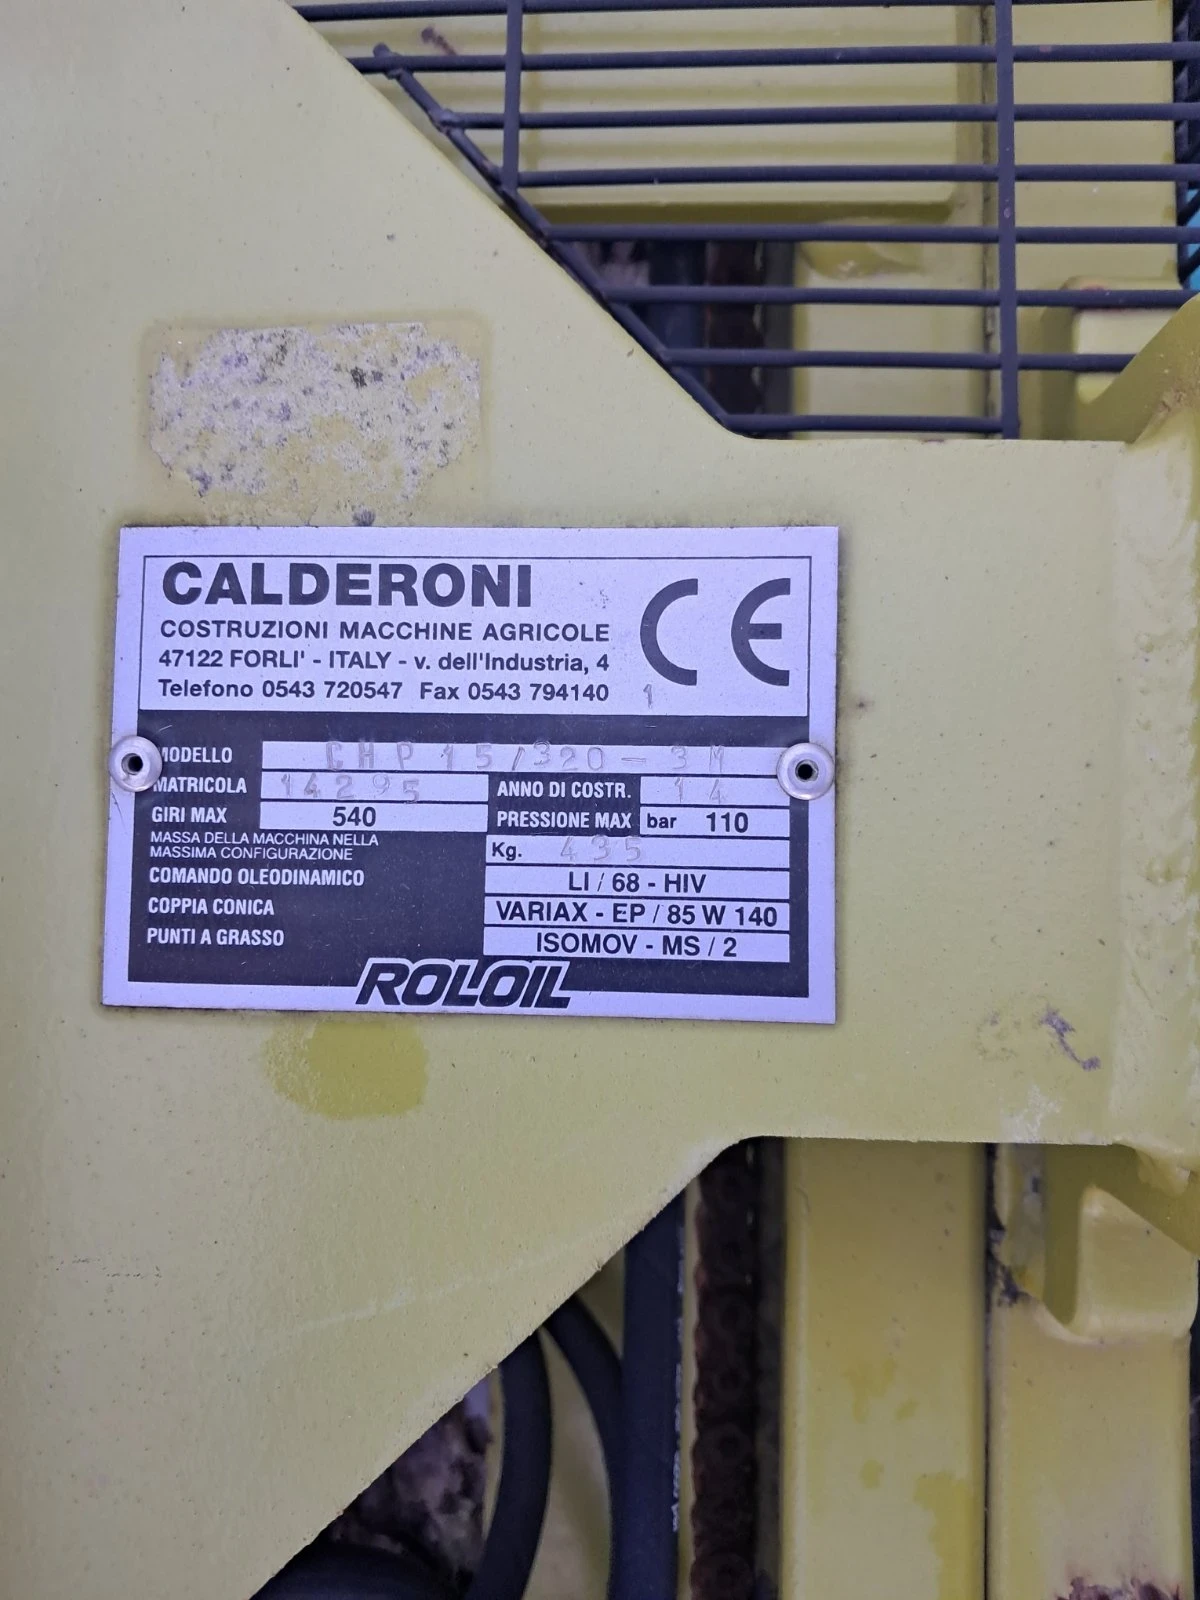 CALDERONI
COSTRUZIONI MACCHINE AGRICOLE
47122 FORLI' - ITALY - v. dell'Industria, 4
Telefono 0543 720547 Fax 0543 794140
CE
1
MODELLO CHP 15/320-3M
MATRICOLA 14295 ANNO DI COSTR. 14
GIRI MAX 540 PRESSIONE MAX bar 110
MASSA DELLA MACCHINA NELLA
MASSIMA CONFIGURAZIONE Kg. 435
COMANDO OLEODINAMICO LI / 68 - HIV
COPPIA CONICA VARIAX - EP / 85 W 140
PUNTI A GRASSO ISOMOV - MS / 2
ROLOIL